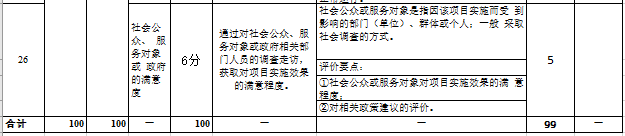 26
社会公
众、服
务对象
或 政府
的满意
度
6分
通过对社会公众、服
务对象或政府相关部
门人员的调查走访，
获取对项目实施效果
的满意程度。
社会公众或服务对象是指因该项目实施而受 到
影响的部门（单位）、群体或个人；一般 采取
社会调查的方式。
评价要点：
①社会公众或服务对象对项目实施效果的满 意
程度；
②对相关政策建议的评价。
5
合计 100 100 — 100 — — 99 —